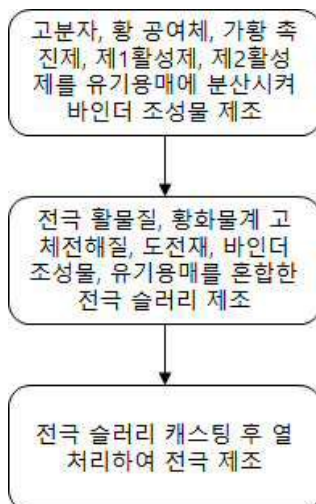 고분자, 황 공여체, 가황 촉
진제, 제1활성제, 제2활성
제를 유기용매에 분산시켜
바인더 조성물 제조
전극 활물질, 황화물계 고
체전해질, 도전재, 바인더
조성물, 유기용매를 혼합한
전극 슬러리 제조
전극 슬러리 캐스팅 후 열
처리하여 전극 제조